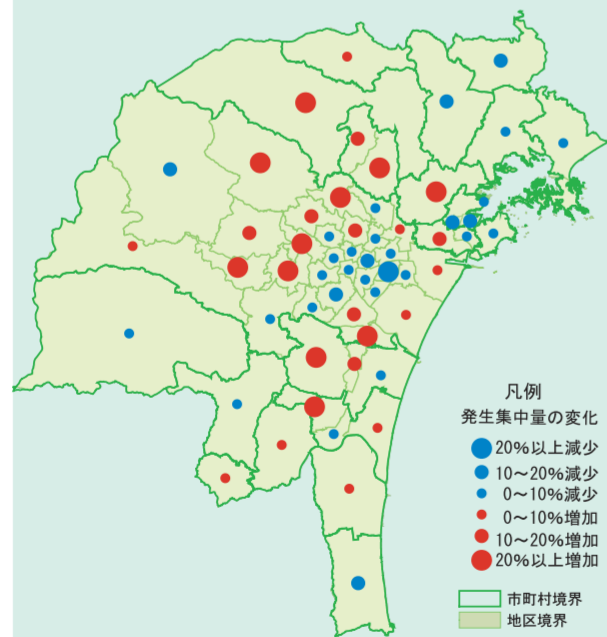 凡例
発生集中量の変化
20%以上減少
10～20%減少
0～10%減少
0～10%増加
10～20%増加
20%以上増加
市町村境界
地区境界